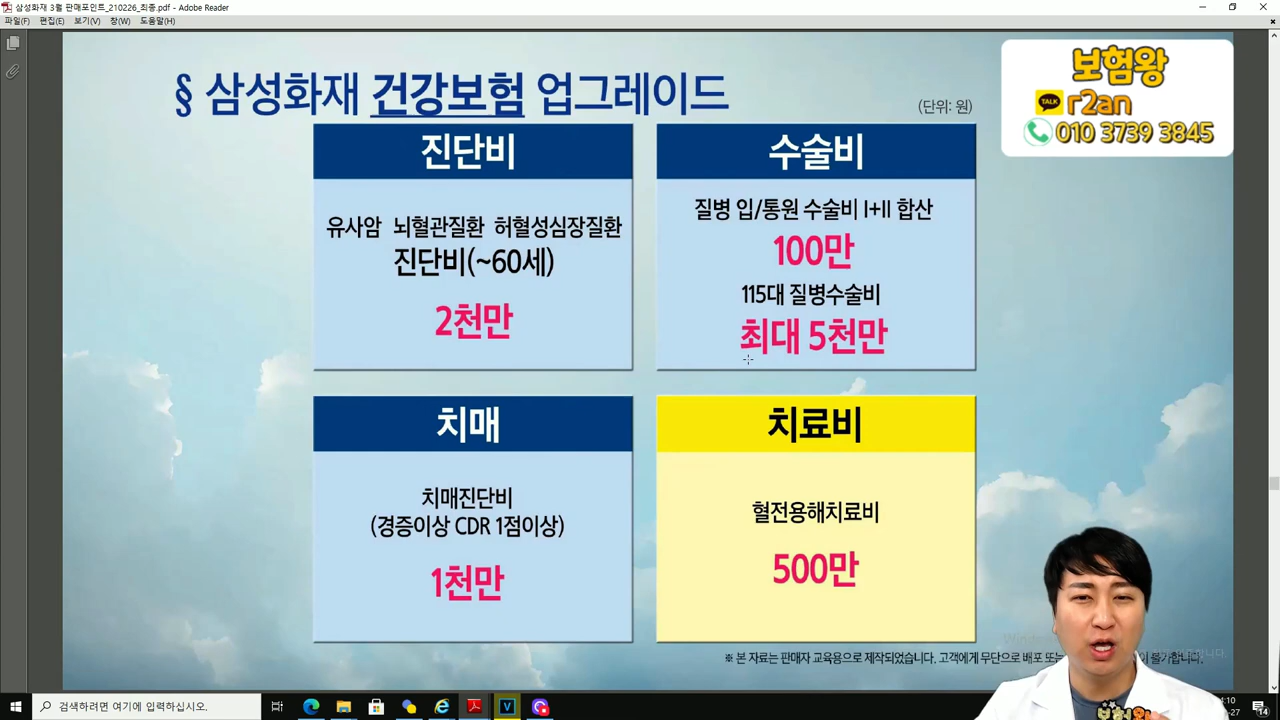 삼성화재 3월 판매포인트_210226_최종.pdf - Adobe Reader
파일(F) 편집(E) 보기(V) 창(W) 도움말(H)
보험왕
TALK r2an
010 3739 3845
§ 삼성화재 건강보험 업그레이드
(단위: 원)
진단비
유사암 뇌혈관질환 허혈성심장질환
진단비(~60세)
2천만
수술비
질병 입/통원 수술비 I+II 합산
100만
115대 질병수술비
최대 5천만
치매
치매진단비
(경증이상 CDR 1점이상)
1천만
치료비
혈전용해치료비
500만
※ 본 자료는 판매자 교육용으로 제작되었습니다. 고객에게 무단으로 배포 또는
보험왕
검색하려면 여기에 입력하십시오.
14